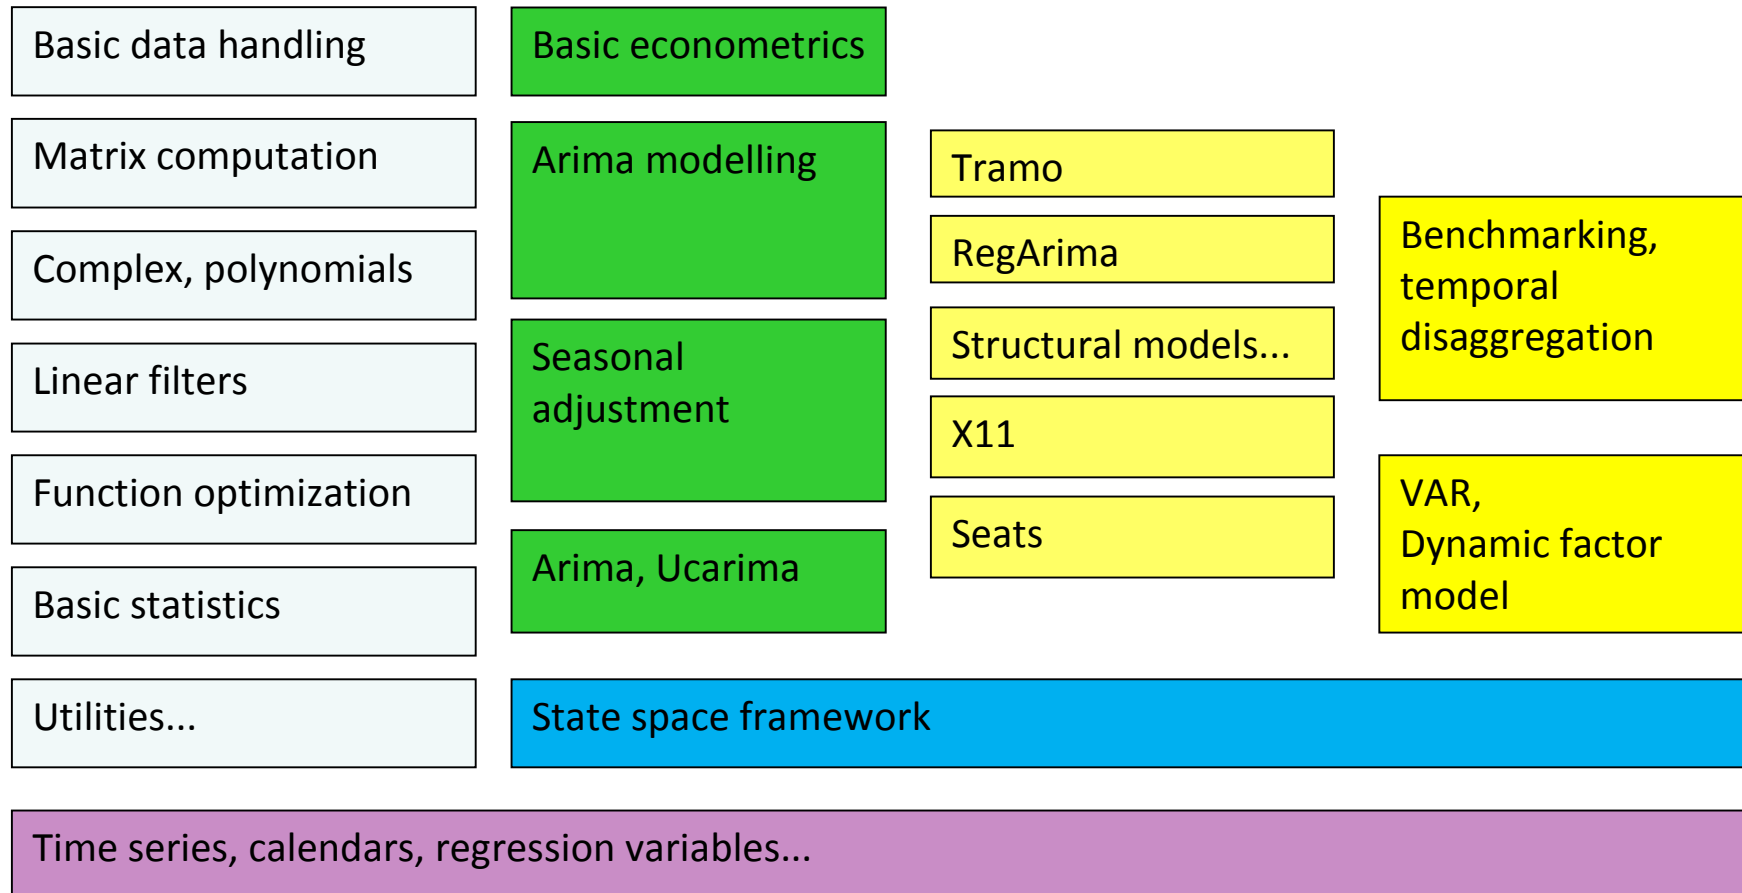 Basic data handling
Matrix computation
Complex, polynomials
Linear filters
Function optimization
Basic statistics
Utilities...
Basic econometrics
Arima modelling
Seasonal
adjustment
Arima, Ucarima
Tramo
RegArima
Structural models...
X11
Seats
Benchmarking,
temporal
disaggregation
VAR,
Dynamic factor
model
State space framework
Time series, calendars, regression variables...